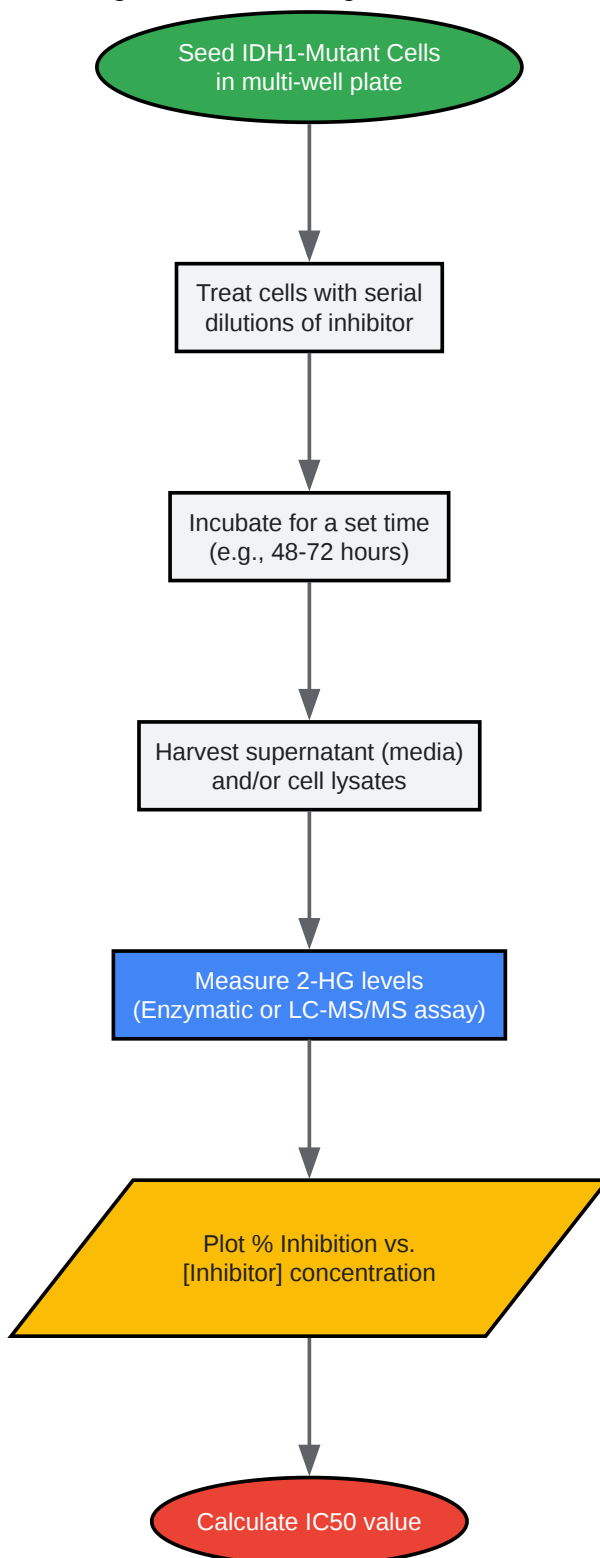 Seed IDH1-Mutant Cells
in multi-well plate
Treat cells with serial
dilutions of inhibitor
Incubate for a set time
(e.g., 48-72 hours)
Harvest supernatant (media)
and/or cell lysates
Measure 2-HG levels
(Enzymatic or LC-MS/MS assay)
Plot % Inhibition vs.
[Inhibitor] concentration
Calculate IC50 value